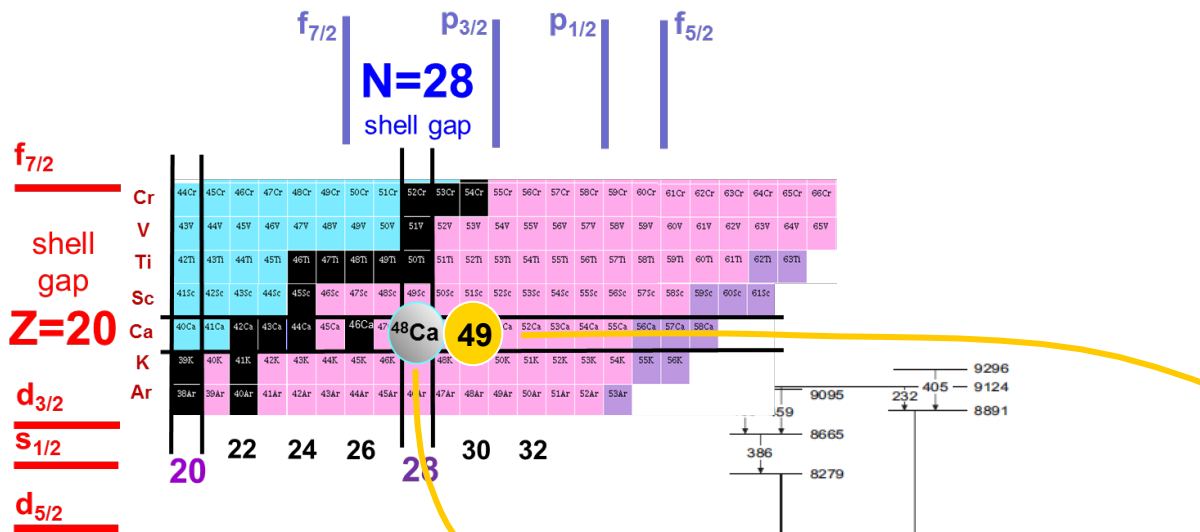 f7/2 p3/2 p1/2 f5/2
N=28
shell gap
f7/2
shell
gap
Z=20
d3/2
s1/2
d5/2
Cr 44Cr 45Cr 46Cr 47Cr 48Cr 49Cr 50Cr 51Cr 52Cr 53Cr 54Cr 55Cr 56Cr 57Cr 58Cr 59Cr 60Cr 61Cr 62Cr 63Cr 64Cr 65Cr 66Cr
V 43V 44V 45V 46V 47V 48V 49V 50V 51V 52V 53V 54V 55V 56V 57V 58V 59V 60V 61V 62V 63V 64V 65V
Ti 42Ti 43Ti 44Ti 45Ti 46Ti 47Ti 48Ti 49Ti 50Ti 51Ti 52Ti 53Ti 54Ti 55Ti 56Ti 57Ti 58Ti 59Ti 60Ti 61Ti 62Ti 63Ti
Sc 41Sc 42Sc 43Sc 44Sc 45Sc 46Sc 47Sc 48Sc 49Sc 50Sc 51Sc 52Sc 53Sc 54Sc 55Sc 56Sc 57Sc 58Sc 59Sc 60Sc 61Sc
Ca 40Ca 41Ca 42Ca 43Ca 44Ca 45Ca 46Ca 47 48Ca 49 52Ca 53Ca 54Ca 55Ca 56Ca 57Ca 58Ca
K 39K 40K 41K 42K 43K 44K 45K 46K 48K 50K 51K 52K 53K 54K 55K 56K
Ar 38Ar 39Ar 40Ar 41Ar 42Ar 43Ar 44Ar 45Ar 46Ar 47Ar 48Ar 49Ar 50Ar 51Ar 52Ar 53Ar
20 22 24 26 28 30 32
9296
405 9124
9095 232
8891
8665
386
8279